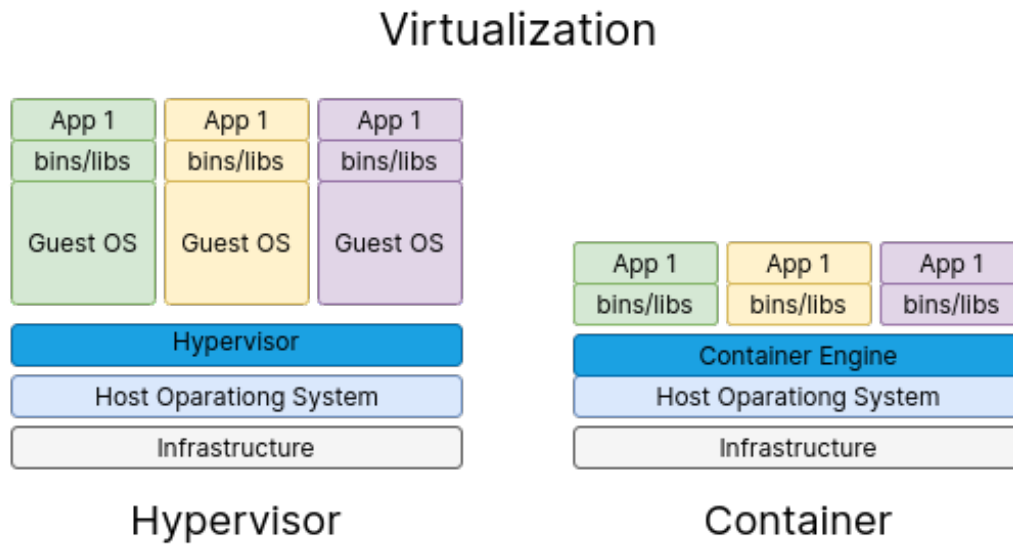 Virtualization
App 1 App 1 App 1
bins/libs bins/libs bins/libs
Guest OS Guest OS Guest OS
Hypervisor
Host Oparationg System
Infrastructure
Hypervisor
App 1 App 1 App 1
bins/libs bins/libs bins/libs
Container Engine
Host Oparationg System
Infrastructure
Container